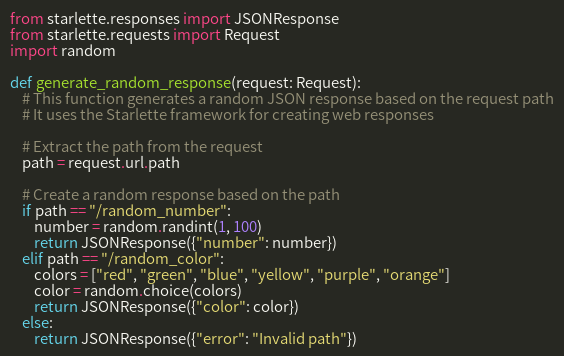 from starlette.responses import JSONResponse
from starlette.requests import Request
import random

def generate_random_response(request: Request):
    # This function generates a random JSON response based on the request path
    # It uses the Starlette framework for creating web responses

    # Extract the path from the request
    path = request.url.path

    # Create a random response based on the path
    if path == "/random_number":
        number = random.randint(1, 100)
        return JSONResponse({"number": number})
    elif path == "/random_color":
        colors = ["red", "green", "blue", "yellow", "purple", "orange"]
        color = random.choice(colors)
        return JSONResponse({"color": color})
    else:
        return JSONResponse({"error": "Invalid path"})